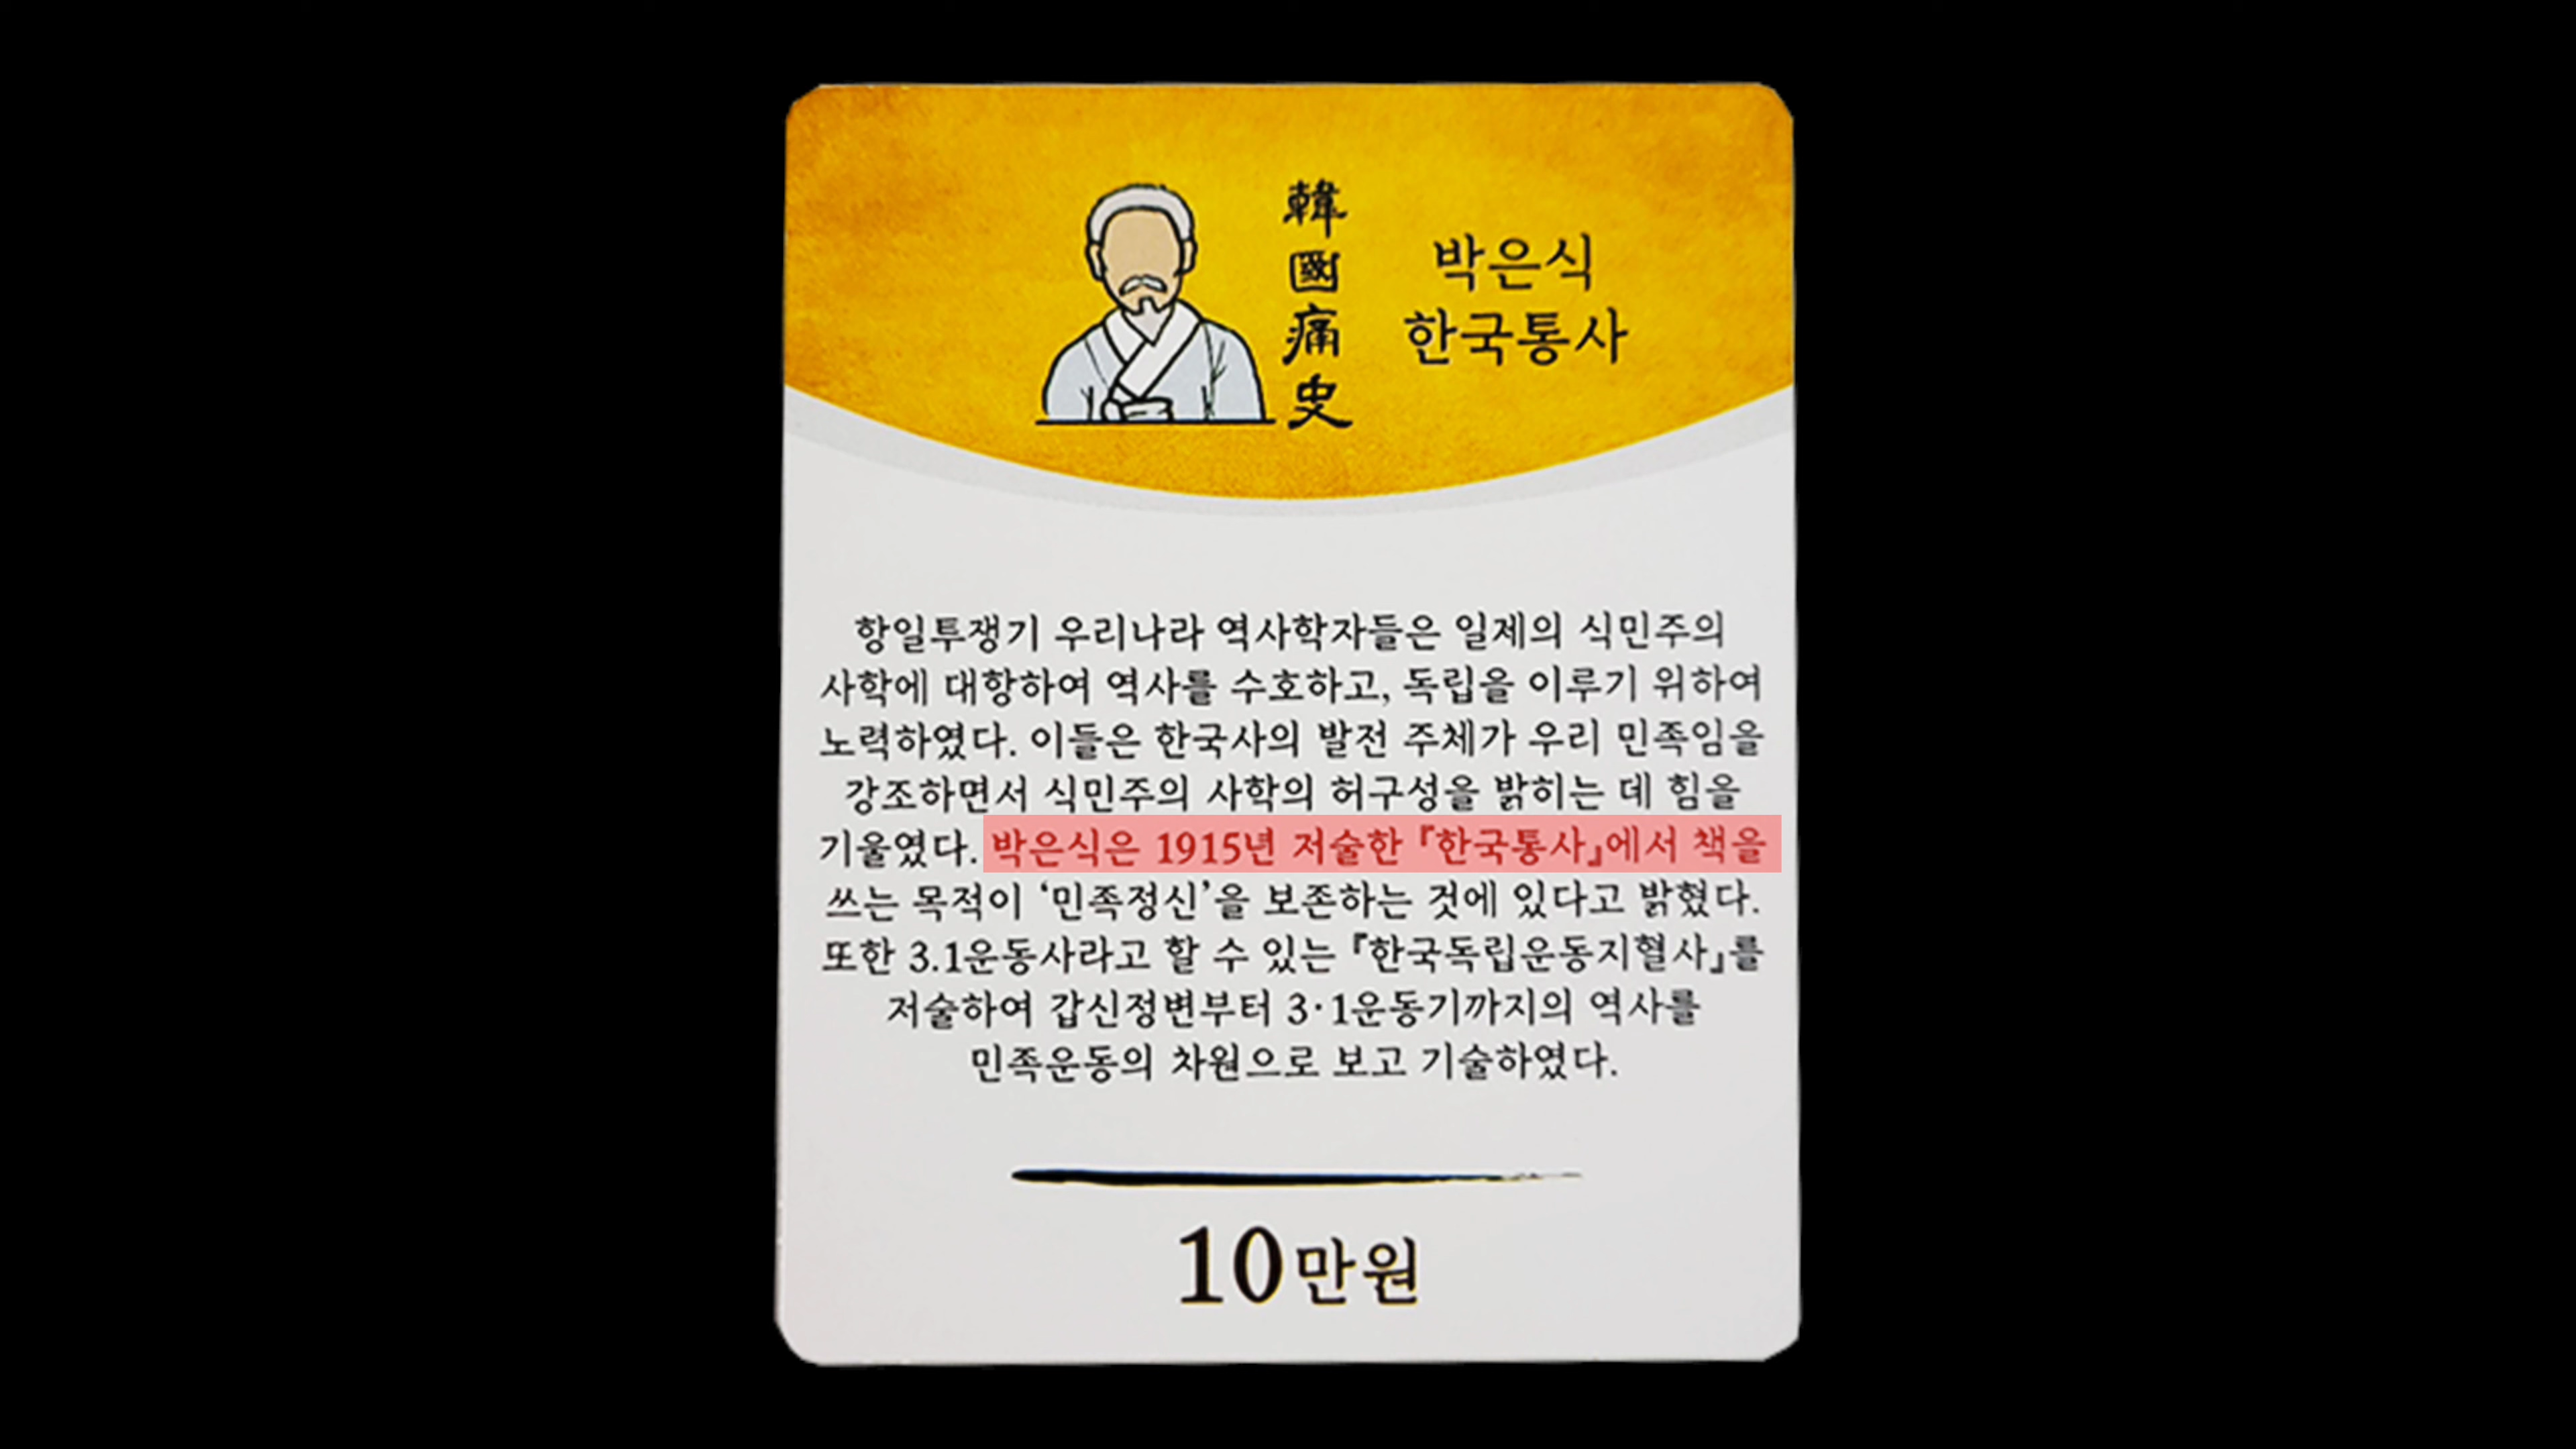 韓國痛史
박은식
한국통사
항일투쟁기 우리나라 역사학자들은 일제의 식민주의
사학에 대항하여 역사를 수호하고, 독립을 이루기 위하여
노력하였다. 이들은 한국사의 발전 주체가 우리 민족임을
강조하면서 식민주의 사학의 허구성을 밝히는 데 힘을
기울였다. 박은식은 1915년 저술한 『한국통사』에서 책을
쓰는 목적이 ‘민족정신’을 보존하는 것에 있다고 밝혔다.
또한 3.1운동사라고 할 수 있는 『한국독립운동지혈사』를
저술하여 갑신정변부터 3·1운동기까지의 역사를
민족운동의 차원으로 보고 기술하였다.
10만원